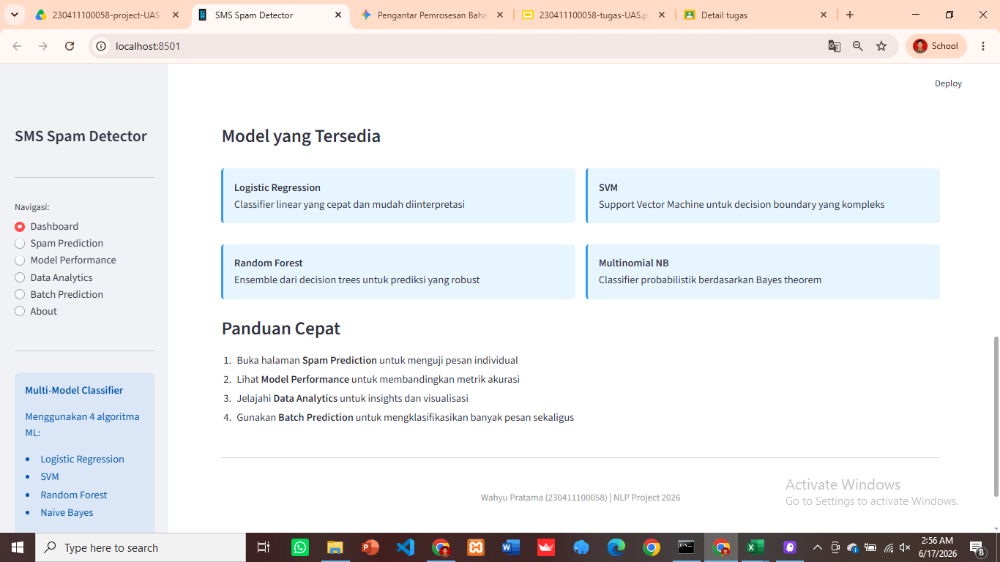 230411100058-project-UAS
SMS Spam Detector
Pengantar Pemrosesan Baha
230411100058-tugas-UAS.p
Detail tugas
localhost:8501
School
Deploy
SMS Spam Detector
Navigasi:
Dashboard
Spam Prediction
Model Performance
Data Analytics
Batch Prediction
About
Multi-Model Classifier
Menggunakan 4 algoritma
ML:
• Logistic Regression
• SVM
• Random Forest
• Naive Bayes
Model yang Tersedia
Logistic Regression
Classifier linear yang cepat dan mudah diinterpretasi
SVM
Support Vector Machine untuk decision boundary yang kompleks
Random Forest
Ensemble dari decision trees untuk prediksi yang robust
Multinomial NB
Classifier probabilistik berdasarkan Bayes theorem
Panduan Cepat
1. Buka halaman Spam Prediction untuk menguji pesan individual
2. Lihat Model Performance untuk membandingkan metrik akurasi
3. Jelajahi Data Analytics untuk insights dan visualisasi
4. Gunakan Batch Prediction untuk mengklasifikasikan banyak pesan sekaligus
Wahyu Pratama (230411100058) | NLP Project 2026
Activate Windows
Go to Settings to activate Windows.
Type here to search
2:56 AM
6/17/2026
8